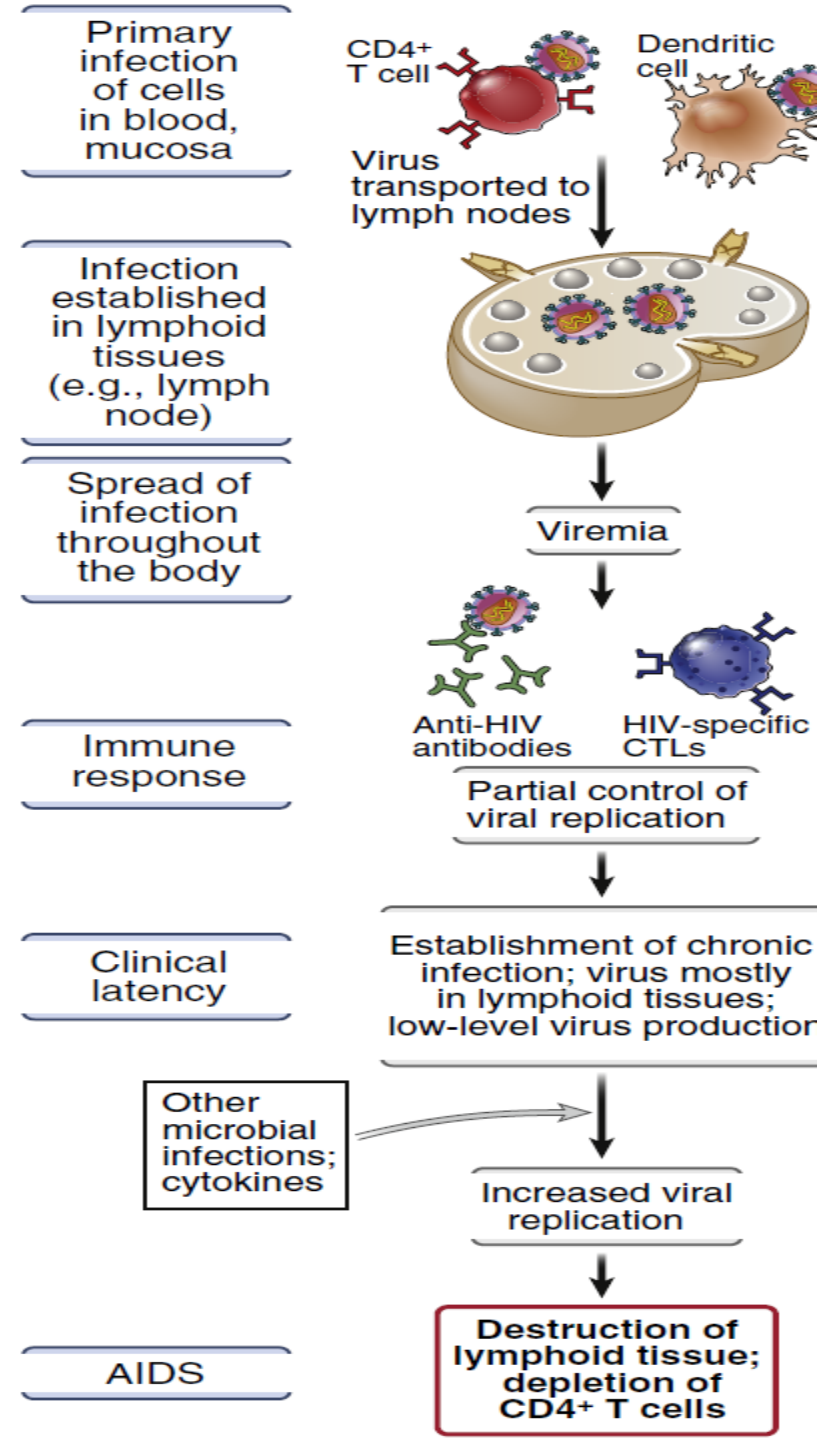 Primary
infection
of cells
in blood,
mucosa
CD4+
T cell
Dendritic
cell
Virus
transported to
lymph nodes
Infection
established
in lymphoid
tissues
(e.g., lymph
node)
Spread of
infection
throughout
the body
Viremia
Immune
response
Anti-HIV
antibodies
HIV-specific
CTLs
Partial control of
viral replication
Clinical
latency
Establishment of chronic
infection; virus mostly
in lymphoid tissues;
low-level virus production
Other
microbial
infections;
cytokines
Increased viral
replication
AIDS
Destruction of
lymphoid tissue;
depletion of
CD4+ T cells